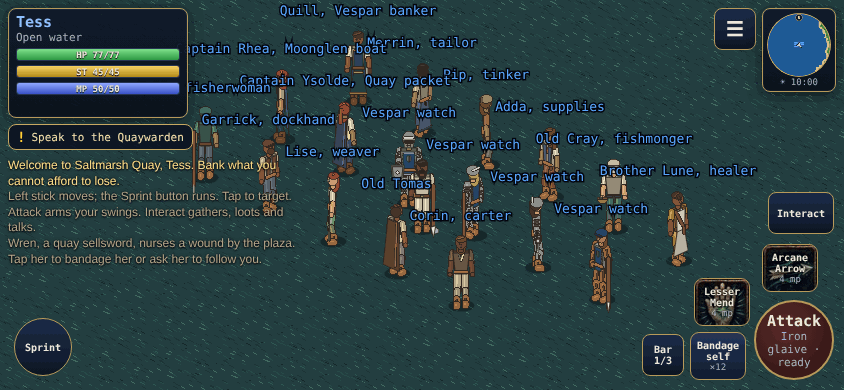 Tess
Open water
HP 77/77
ST 45/45
MP 50/50
! Speak to the Quaywarden
Welcome to Saltmarsh Quay, Tess. Bank what you
cannot afford to lose.
Left stick moves; the Sprint button runs. Tap to target.
Attack arms your swings. Interact gathers, loots and
talks.
Wren, a quay sellsword, nurses a wound by the plaza.
Tap her to bandage her or ask her to follow you.
Quill, Vespar banker
Captain Rhea, Moonglen boat
Merrin, tailor
Captain Ysolde, Quay packet
Pip, tinker
fisherwoman
Garrick, dockhand
Vespar watch
Adda, supplies
Lise, weaver
Vespar watch
Old Cray, fishmonger
Old Tomas
Vespar watch
Brother Lune, healer
Corin, carter
Vespar watch
☰
☀ 10:00
Interact
Arcane
Arrow
4 mp
Lesser
Mend
4 mp
Attack
Iron
glaive ·
ready
Bar
1/3
Bandage
self
×12
Sprint